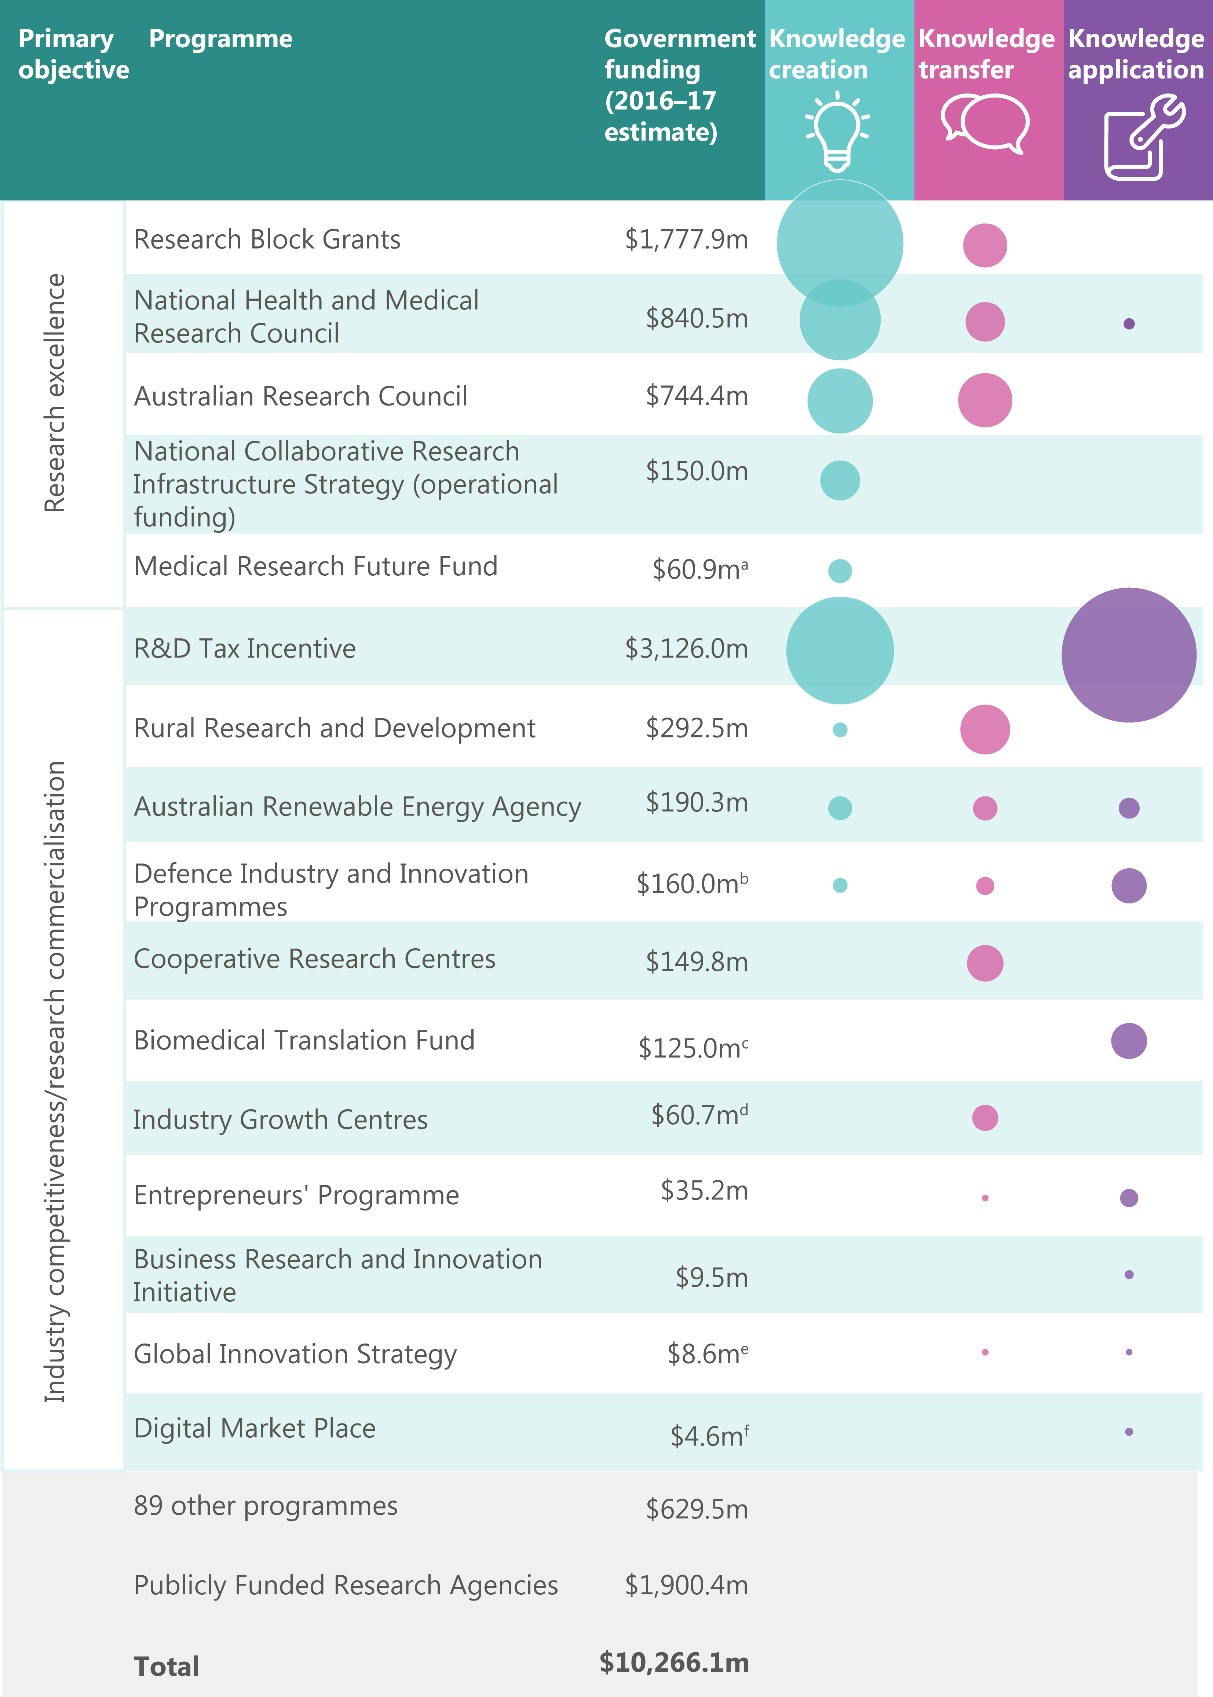 Primary
objective
Programme
Government
funding
(2016–17
estimate)
Knowledge
creation
Knowledge
transfer
Knowledge
application
Research excellence
Research Block Grants
$1,777.9m
National Health and Medical
Research Council
$840.5m
Australian Research Council
$744.4m
National Collaborative Research
Infrastructure Strategy (operational
funding)
$150.0m
Medical Research Future Fund
$60.9mᵃ
Industry competitiveness/research commercialisation
R&D Tax Incentive
$3,126.0m
Rural Research and Development
$292.5m
Australian Renewable Energy Agency
$190.3m
Defence Industry and Innovation
Programmes
$160.0mᵇ
Cooperative Research Centres
$149.8m
Biomedical Translation Fund
$125.0mᶜ
Industry Growth Centres
$60.7mᵈ
Entrepreneurs' Programme
$35.2m
Business Research and Innovation
Initiative
$9.5m
Global Innovation Strategy
$8.6mᵉ
Digital Market Place
$4.6mᶠ
89 other programmes
$629.5m
Publicly Funded Research Agencies
$1,900.4m
Total
$10,266.1m